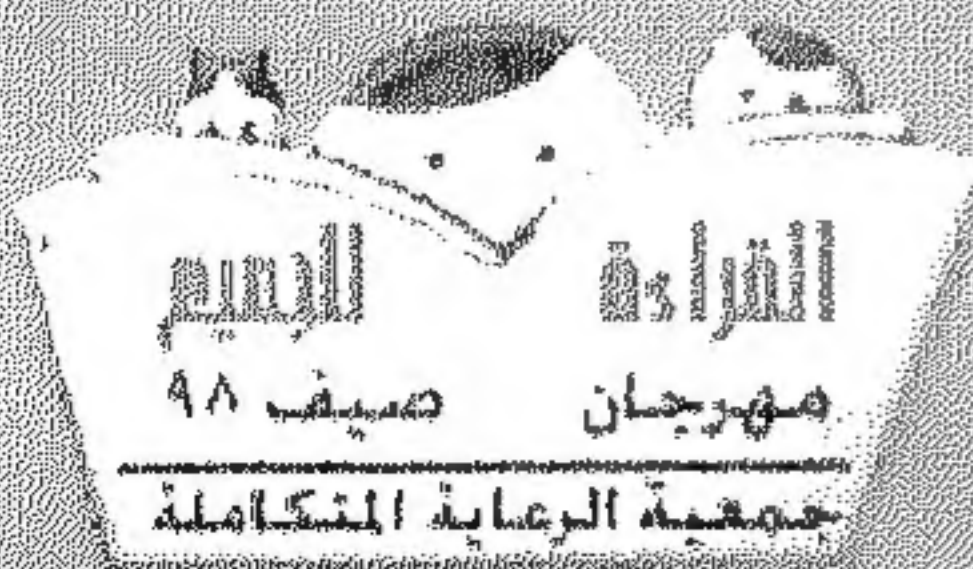 القراءة للجميع
مهرجان صيف ٩٨
جمعية الرعاية المتكاملة